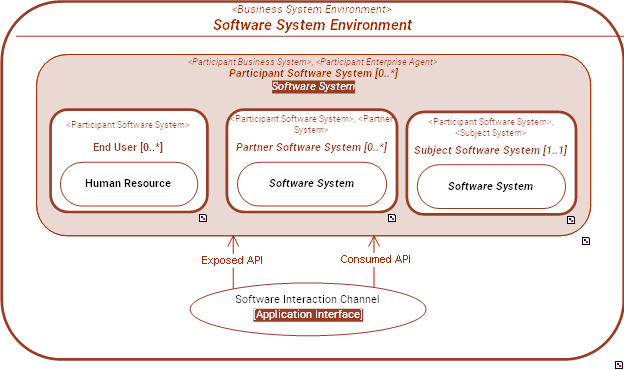 <Business System Environment>
Software System Environment
<Participant Business System>, <Participant Enterprise Agent>
Participant Software System [0..*]
Software System
<Participant Software System>
End User [0..*]
Human Resource
<Participant Software System>, <Partner
System>
Partner Software System [0..*]
Software System
<Participant Software System>,
<Subject System>
Subject Software System [1..1]
Software System
Exposed API
Consumed API
Software Interaction Channel
[Application Interface]